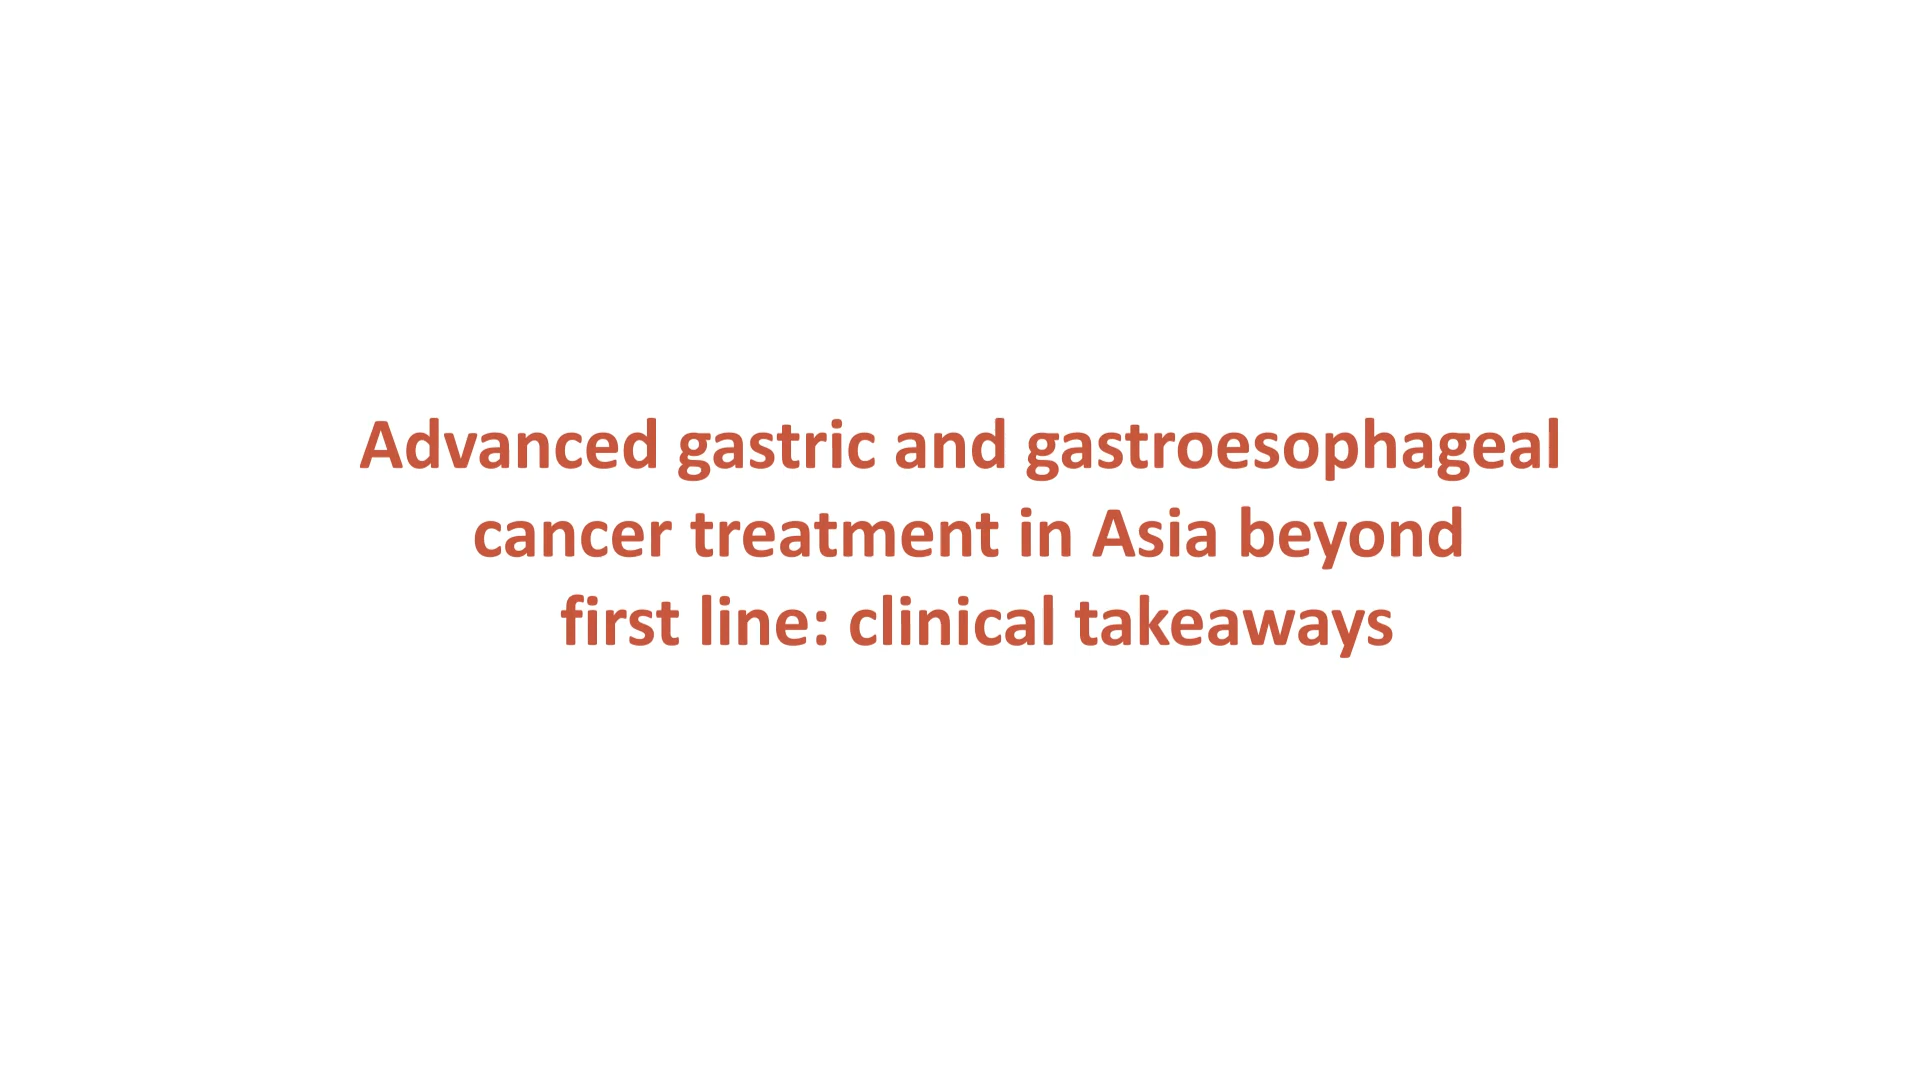 Advanced gastric and gastroesophageal
cancer treatment in Asia beyond
first line: clinical takeaways